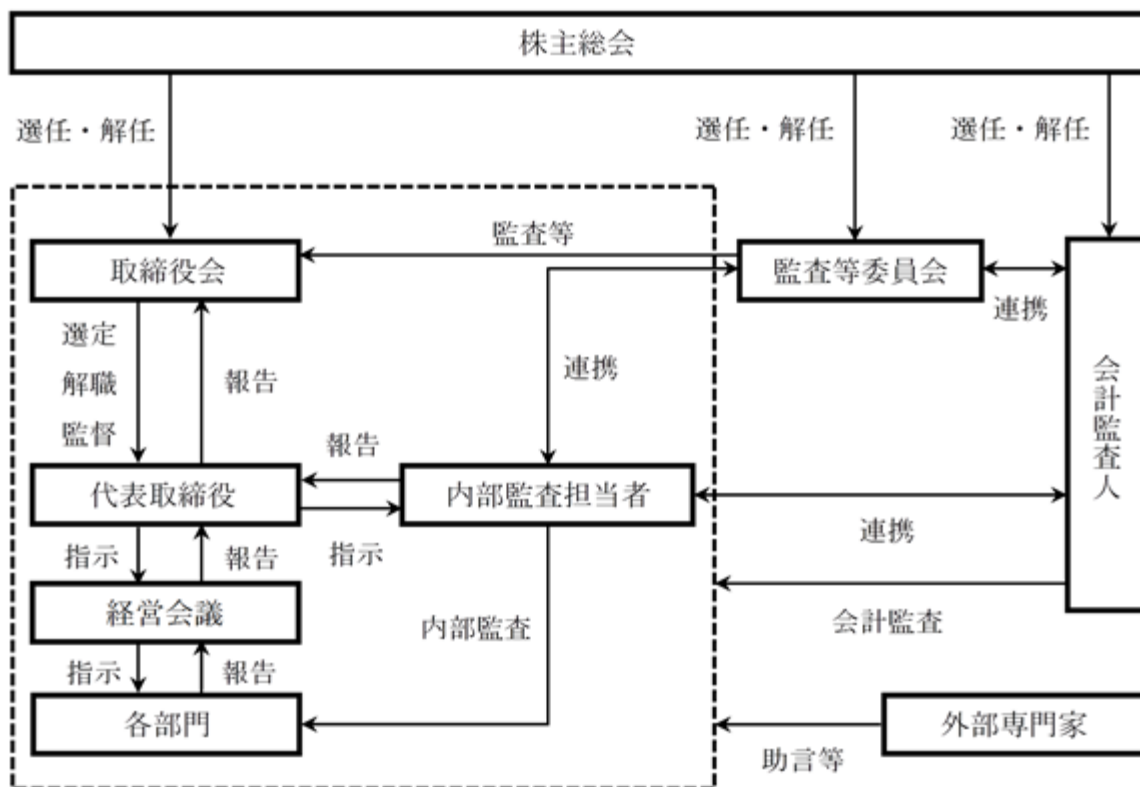 株主総会
選任・解任
選任・解任
選任・解任
監査等
取締役会
監査等委員会
連携
選定
解職
監督
報告
連携
会計監査人
報告
代表取締役
内部監査担当者
指示
報告
指示
連携
経営会議
内部監査
会計監査
指示
報告
各部門
外部専門家
助言等